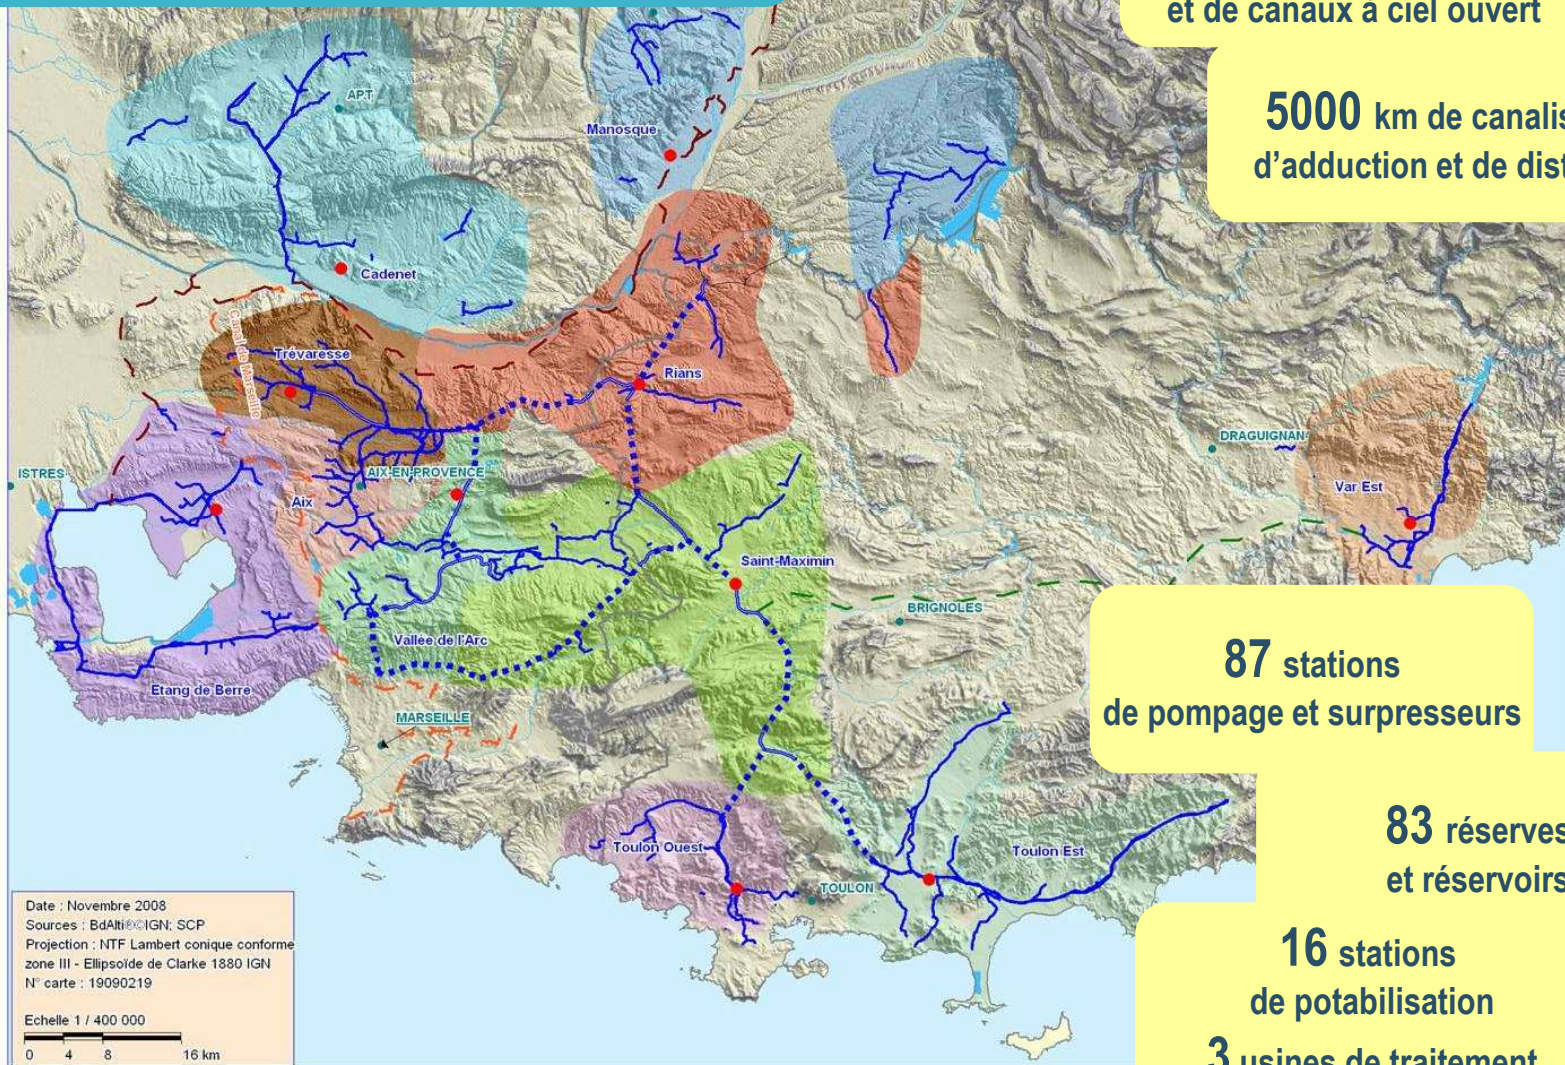 et de canaux à ciel ouvert
5000 km de canalis
d'adduction et de dist
APT
Manosque
Cadenet
Canal de Marseille
Trévaresse
Rians
DRAGUIGNAN
ISTRES
AIX-EN-PROVENCE
Aix
Var Est
Saint-Maximin
BRIGNOLES
Vallée de l'Arc
Etang de Berre
MARSEILLE
87 stations
de pompage et surpresseurs
83 réserves
et réservoirs
Toulon Ouest
Toulon Est
TOULON
16 stations
de potabilisation
3 usines de traitement
Date : Novembre 2008
Sources : BdAlti®©IGN; SCP
Projection : NTF Lambert conique conforme
zone III - Ellipsoïde de Clarke 1880 IGN
N° carte : 19090219
Echelle 1 / 400 000
0 4 8 16 km